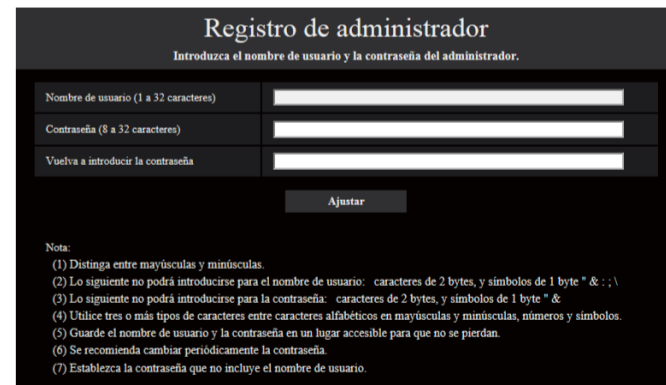 Registro de administrador
Introduzca el nombre de usuario y la contraseña del administrador.
Nombre de usuario (1 a 32 caracteres)
Contraseña (8 a 32 caracteres)
Vuelva a introducir la contraseña
Ajustar
Nota:
(1) Distinga entre mayúsculas y minúsculas.
(2) Lo siguiente no podrá introducirse para el nombre de usuario: caracteres de 2 bytes, y símbolos de 1 byte " & : ; \
(3) Lo siguiente no podrá introducirse para la contraseña: caracteres de 2 bytes, y símbolos de 1 byte " &
(4) Utilice tres o más tipos de caracteres entre caracteres alfabéticos en mayúsculas y minúsculas, números y símbolos.
(5) Guarde el nombre de usuario y la contraseña en un lugar accesible para que no se pierdan.
(6) Se recomienda cambiar periódicamente la contraseña.
(7) Establezca la contraseña que no incluye el nombre de usuario.